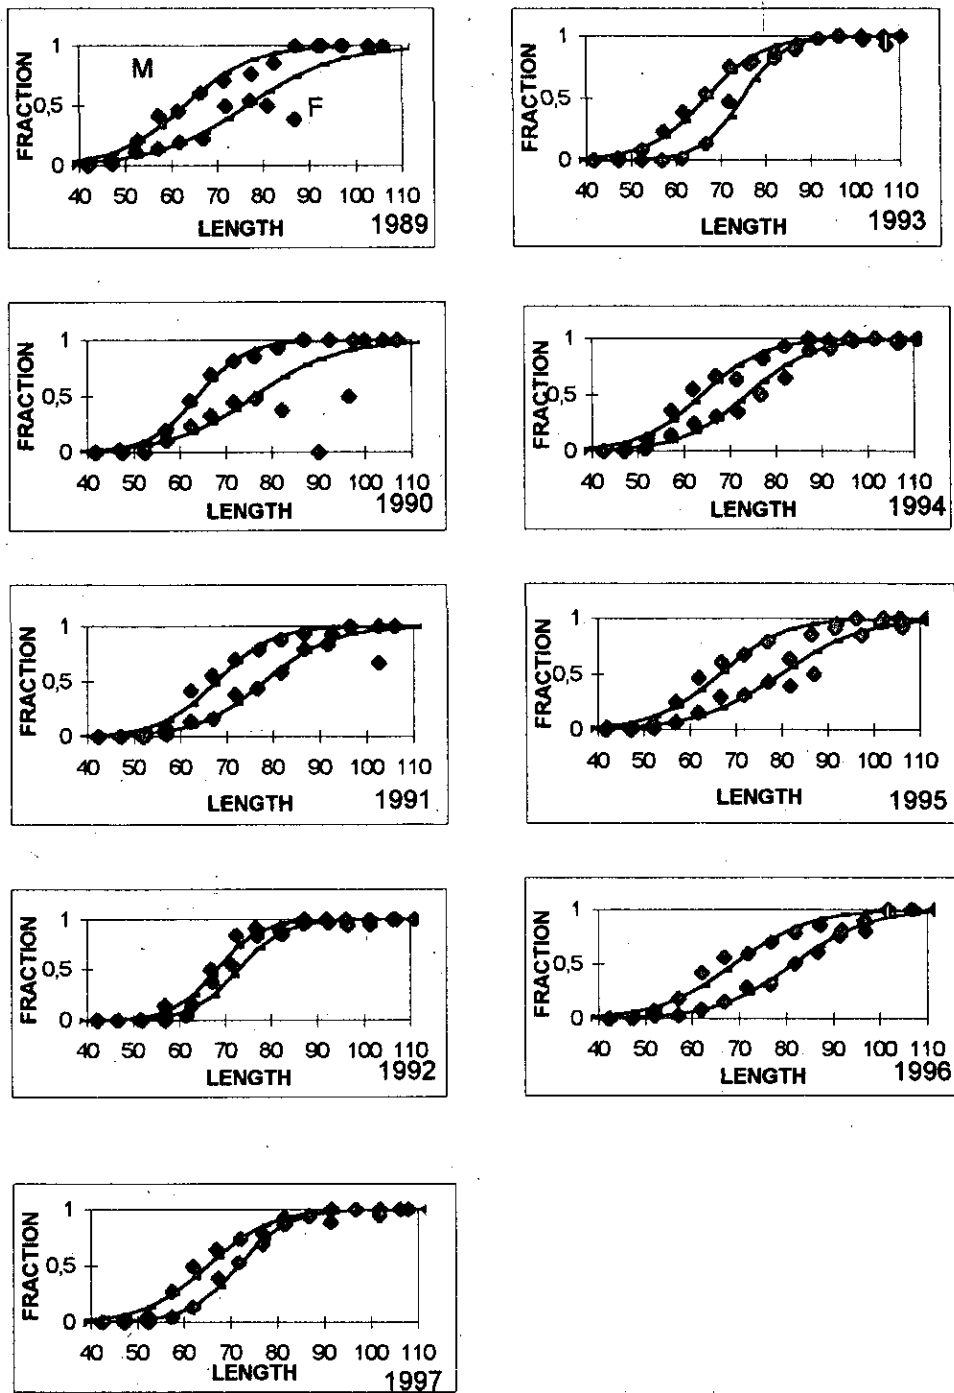 FRACTION
1
0,5
0
M
F
40 50 60 70 80 90 100 110
LENGTH 1989
FRACTION
1
0,5
0
40 50 60 70 80 90 100 110
LENGTH 1993
FRACTION
1
0,5
0
40 50 60 70 80 90 100 110
LENGTH 1990
FRACTION
1
0,5
0
40 50 60 70 80 90 100 110
LENGTH 1994
FRACTION
1
0,5
0
40 50 60 70 80 90 100 110
LENGTH 1991
FRACTION
1
0,5
0
40 50 60 70 80 90 100 110
LENGTH 1995
FRACTION
1
0,5
0
40 50 60 70 80 90 100 110
LENGTH 1992
FRACTION
1
0,5
0
40 50 60 70 80 90 100 110
LENGTH 1996
FRACTION
1
0,5
0
40 50 60 70 80 90 100 110
LENGTH 1997